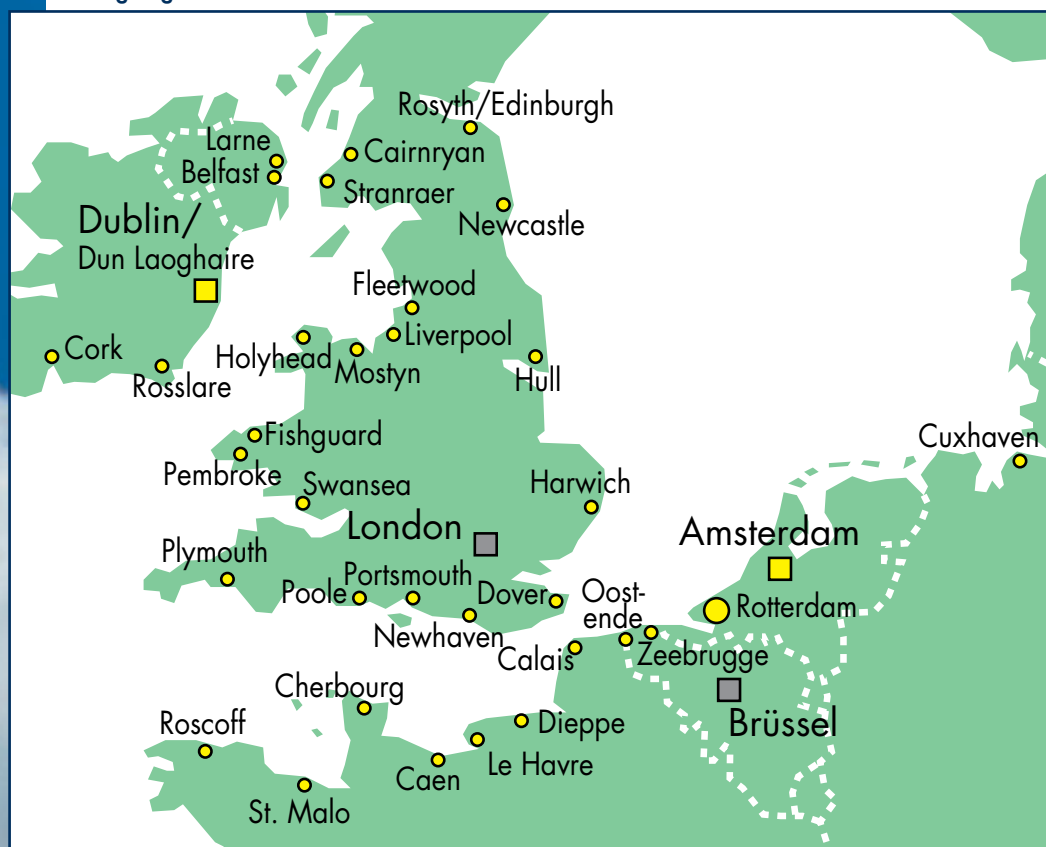 Rosyth/Edinburgh
Larne
Cairnryan
Belfast
Stranraer
Dublin/
Dun Laoghaire
Newcastle
Fleetwood
Liverpool
Cork
Holyhead
Mostyn
Hull
Rosslare
Fishguard
Cuxhaven
Pembroke
Swansea
Harwich
London
Amsterdam
Plymouth
Portsmouth
Poole
Dover
Oost-
ende
Rotterdam
Newhaven
Calais
Zeebrugge
Cherbourg
Brüssel
Roscoff
Dieppe
Le Havre
Caen
St. Malo